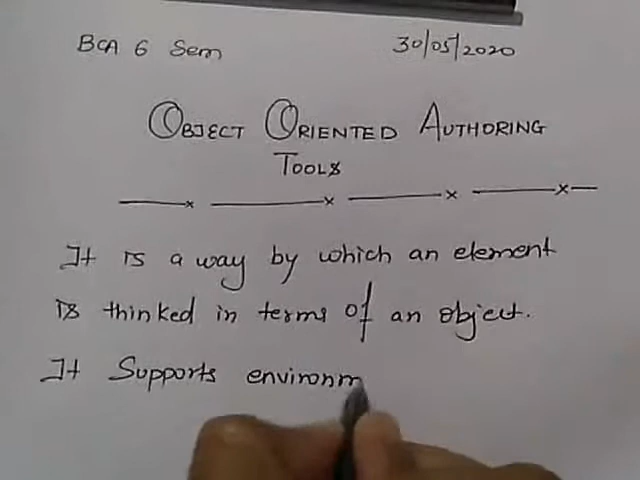 BCA 6 Sem 30/05/2020
OBJECT ORIENTED AUTHORING
TOOLS
It is a way by which an element
is thinked in terms of an object.
It Supports environm